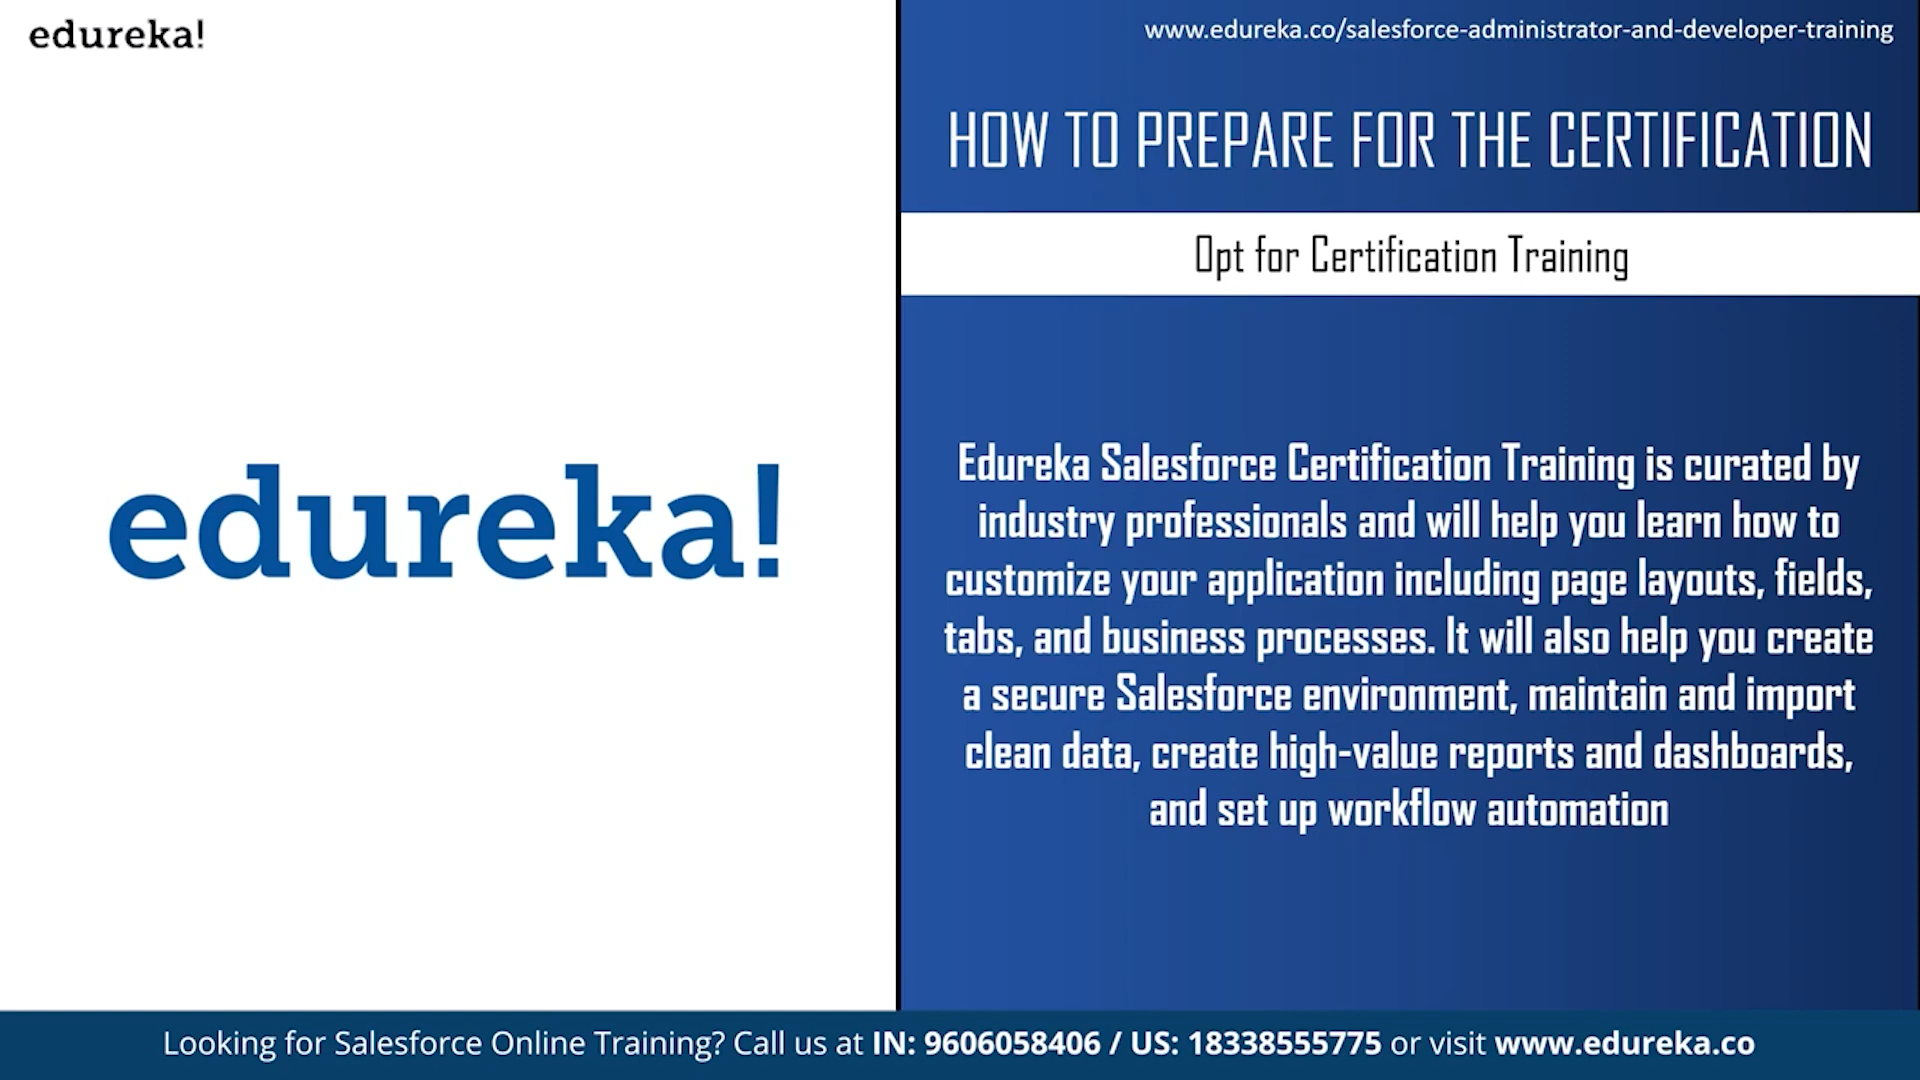 edureka!
www.edureka.co/salesforce-administrator-and-developer-training
HOW TO PREPARE FOR THE CERTIFICATION
Opt for Certification Training
edureka!
Edureka Salesforce Certification Training is curated by
industry professionals and will help you learn how to
customize your application including page layouts, fields,
tabs, and business processes. It will also help you create
a secure Salesforce environment, maintain and import
clean data, create high-value reports and dashboards,
and set up workflow automation
Looking for Salesforce Online Training? Call us at IN: 9606058406 / US: 18338555775 or visit www.edureka.co